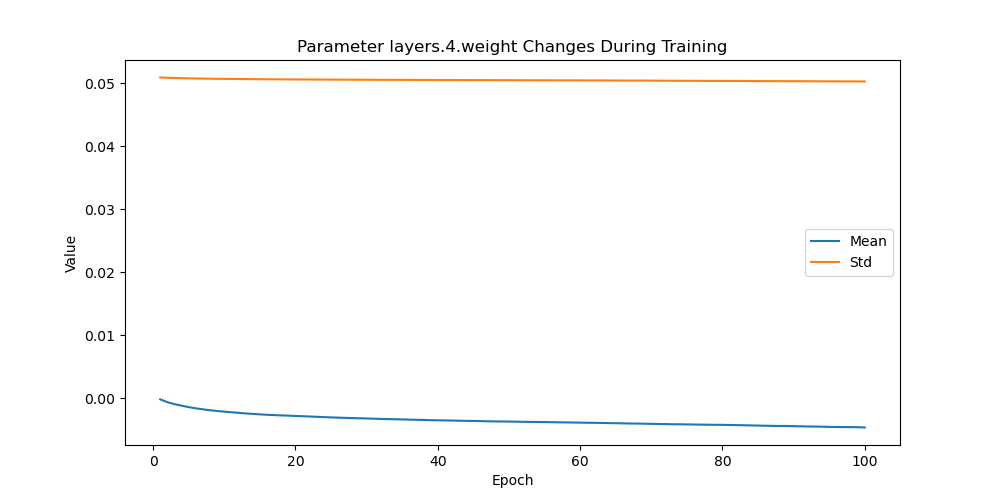 Parameter layers.4.weight Changes During Training
0.05
0.04
0.03
0.02
0.01
0.00
Value
Mean
Std
0 20 40 60 80 100
Epoch